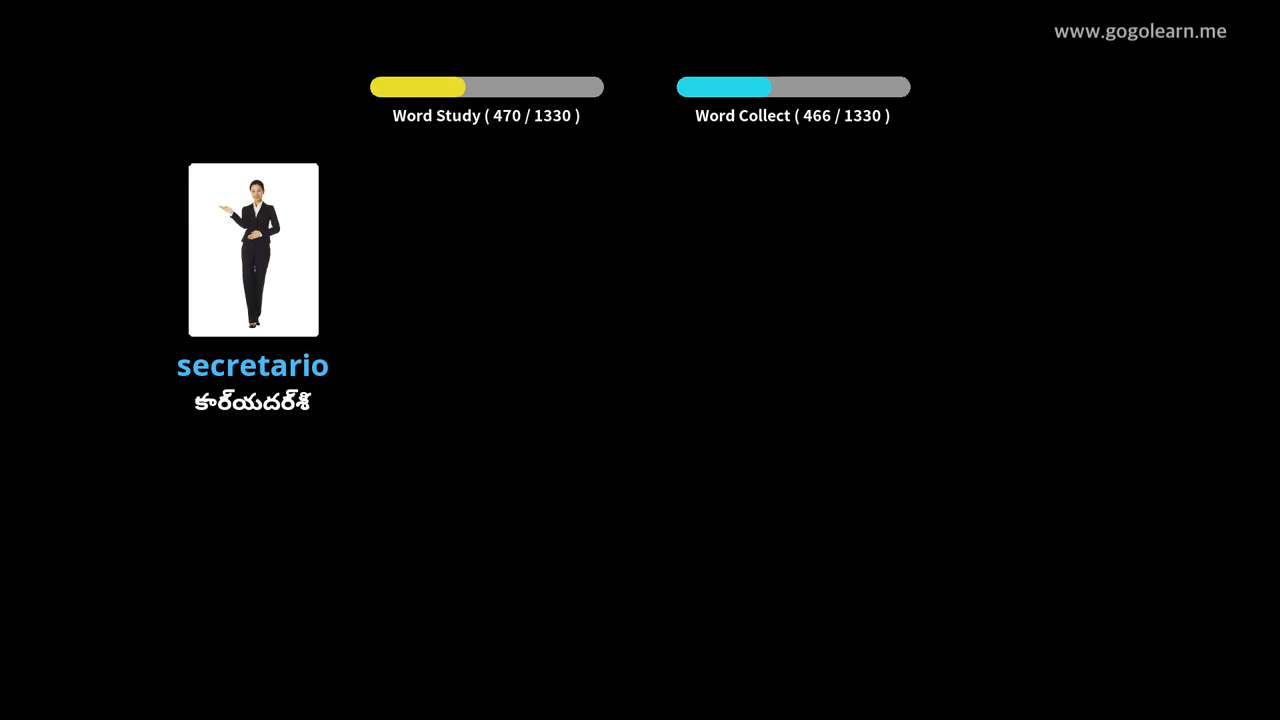 www.gogolearn.me
Word Study ( 470 / 1330 )
Word Collect ( 466 / 1330 )
secretario
కార్‌యదర్‌శి